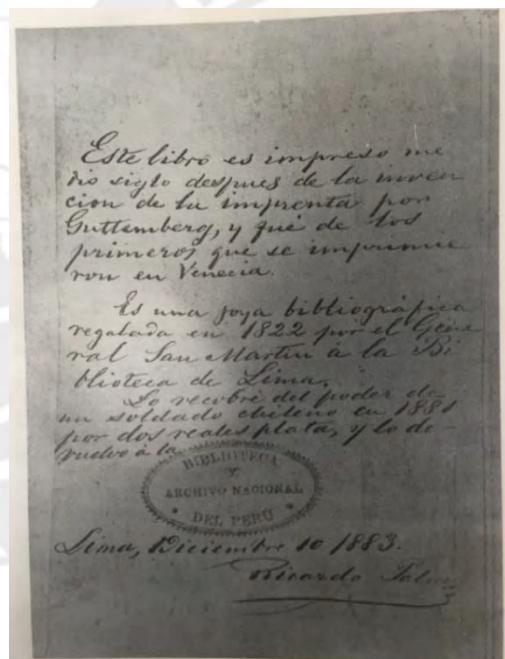 Este libro es impreso me
dio siglo despues de la inven
cion de la imprenta por
Guttemberg, y fué de los
primeros que se imprimie
ron en Venecia.
Es una joya bibliográfica
regalada en 1822 por el Gene
ral San Martin á la Bi
blioteca de Lima.
Lo recobré del poder de
un soldado chileno en 1881
por dos reales plata, y lo de-
vuelvo á la
BIBLIOTECA
Y
ARCHIVO NACIONAL
DEL PERÚ
Lima, Diciembre 10 1883.
Ricardo Palma